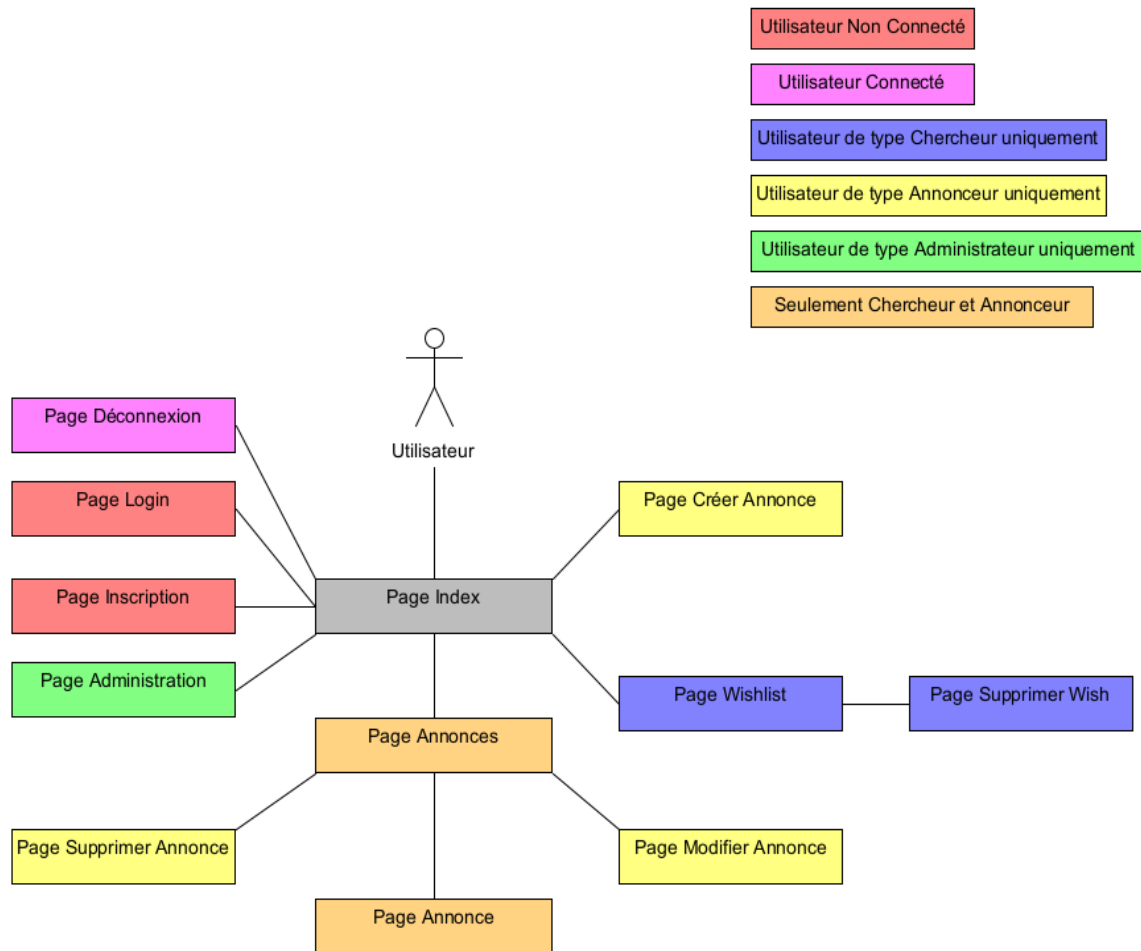 Utilisateur Non Connecté
Utilisateur Connecté
Utilisateur de type Chercheur uniquement
Utilisateur de type Annonceur uniquement
Utilisateur de type Administrateur uniquement
Seulement Chercheur et Annonceur
Page Déconnexion
Utilisateur
Page Login
Page Créer Annonce
Page Inscription
Page Index
Page Administration
Page Wishlist
Page Supprimer Wish
Page Annonces
Page Supprimer Annonce
Page Modifier Annonce
Page Annonce